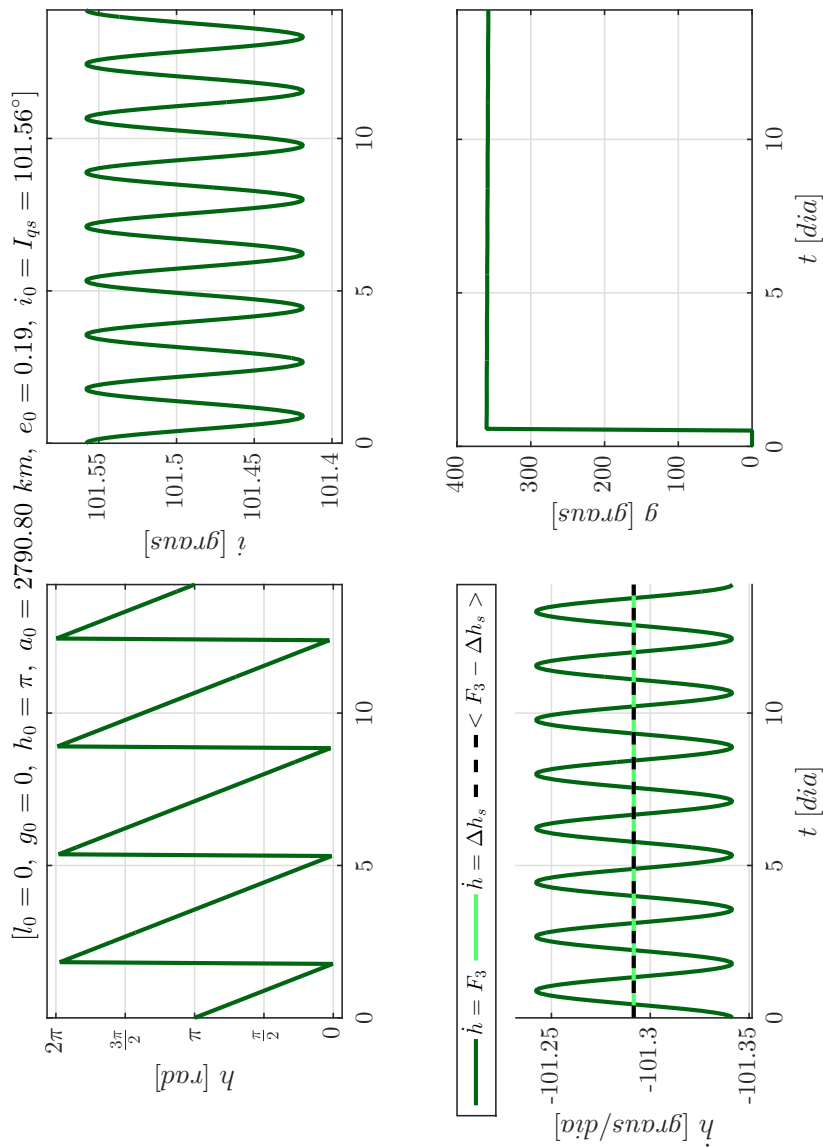 [l₀ = 0, g₀ = 0, h₀ = π, a₀ = 2790.80 km, e₀ = 0.19, i₀ = I_qs = 101.56°]
2π
3π/2
π
π/2
0
h [rad]
0
5
10
101.55
101.5
101.45
101.4
i [graus]
0
5
10
ḣ = F₃
ḣ = Δh_s
< F₃ − Δh_s >
-101.25
-101.3
-101.35
ḣ [graus/dia]
0
5
10
t [dia]
400
300
200
100
0
g [graus]
0
5
10
t [dia]